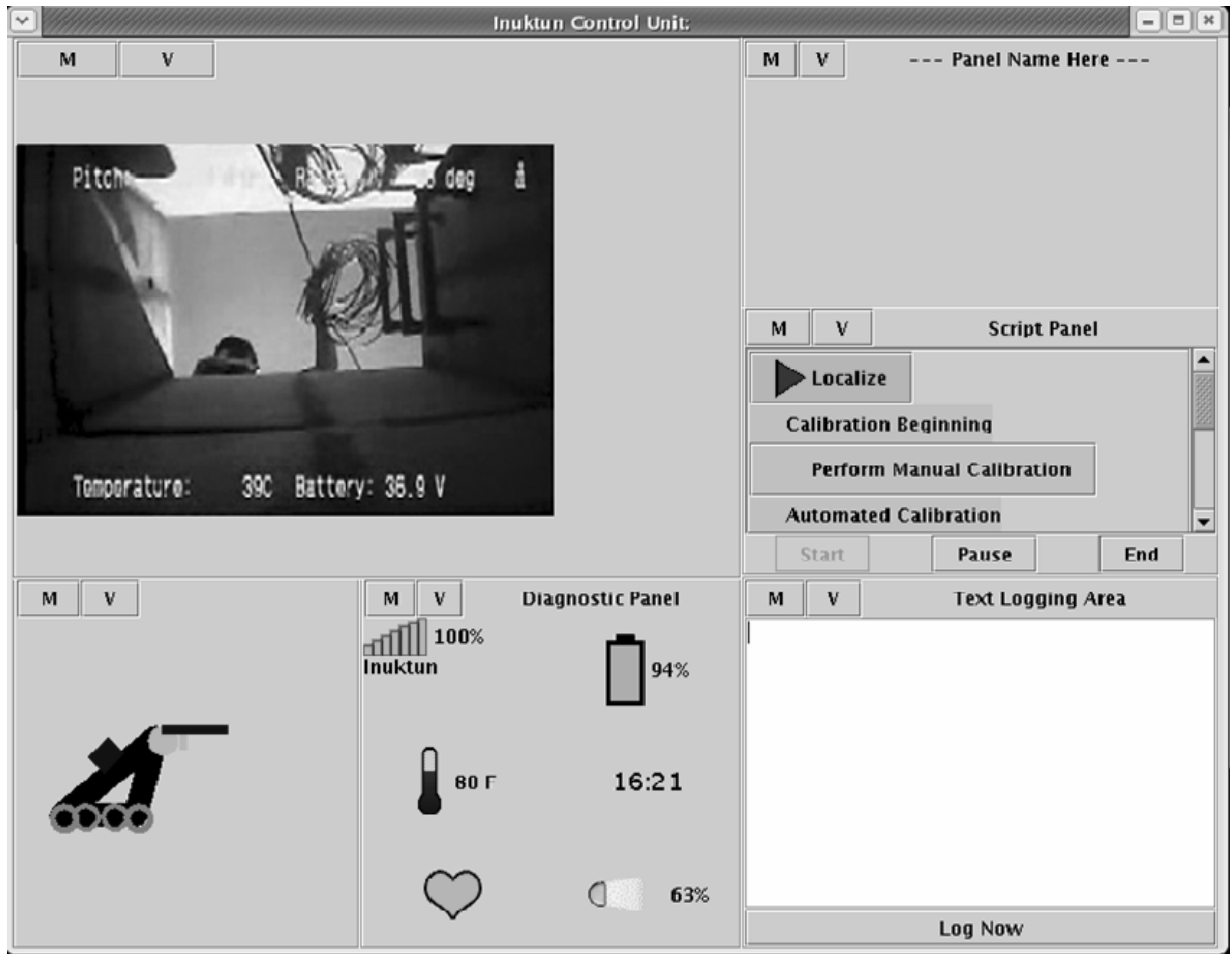 Inuktun Control Unit:
M V
Pitch deg
Temperature: 39C Battery: 36.9 V
M V --- Panel Name Here ---
M V Script Panel
Localize
Calibration Beginning
Perform Manual Calibration
Automated Calibration
Start Pause End
M V
M V Diagnostic Panel
100%
Inuktun
94%
80 F
16:21
63%
M V Text Logging Area
Log Now